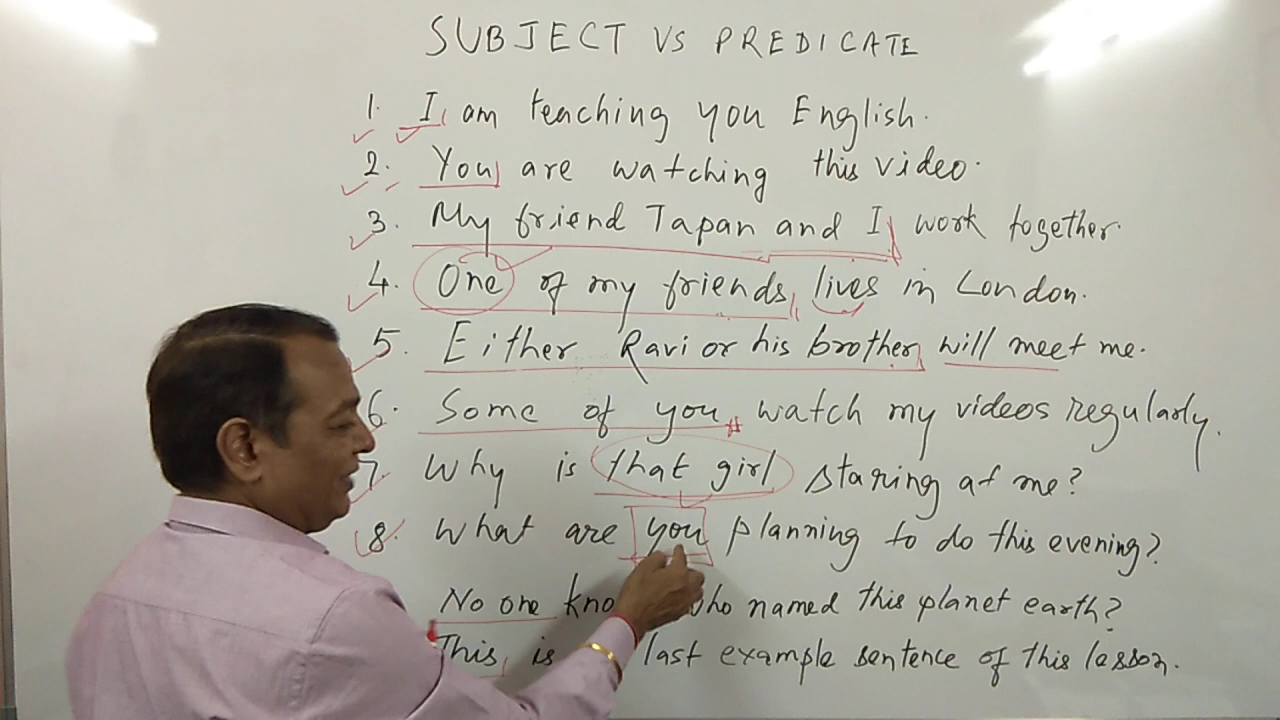 SUBJECT VS PREDICATE
1. I am teaching you English.
2. You are watching this video.
3. My friend Tapan and I work together.
4. One of my friends lives in London.
5. Either Ravi or his brother will meet me.
6. Some of you watch my videos regularly.
7. Why is that girl staring at me?
8. What are you planning to do this evening?
No one kno who named this planet earth?
This is last example sentence of this lesson.